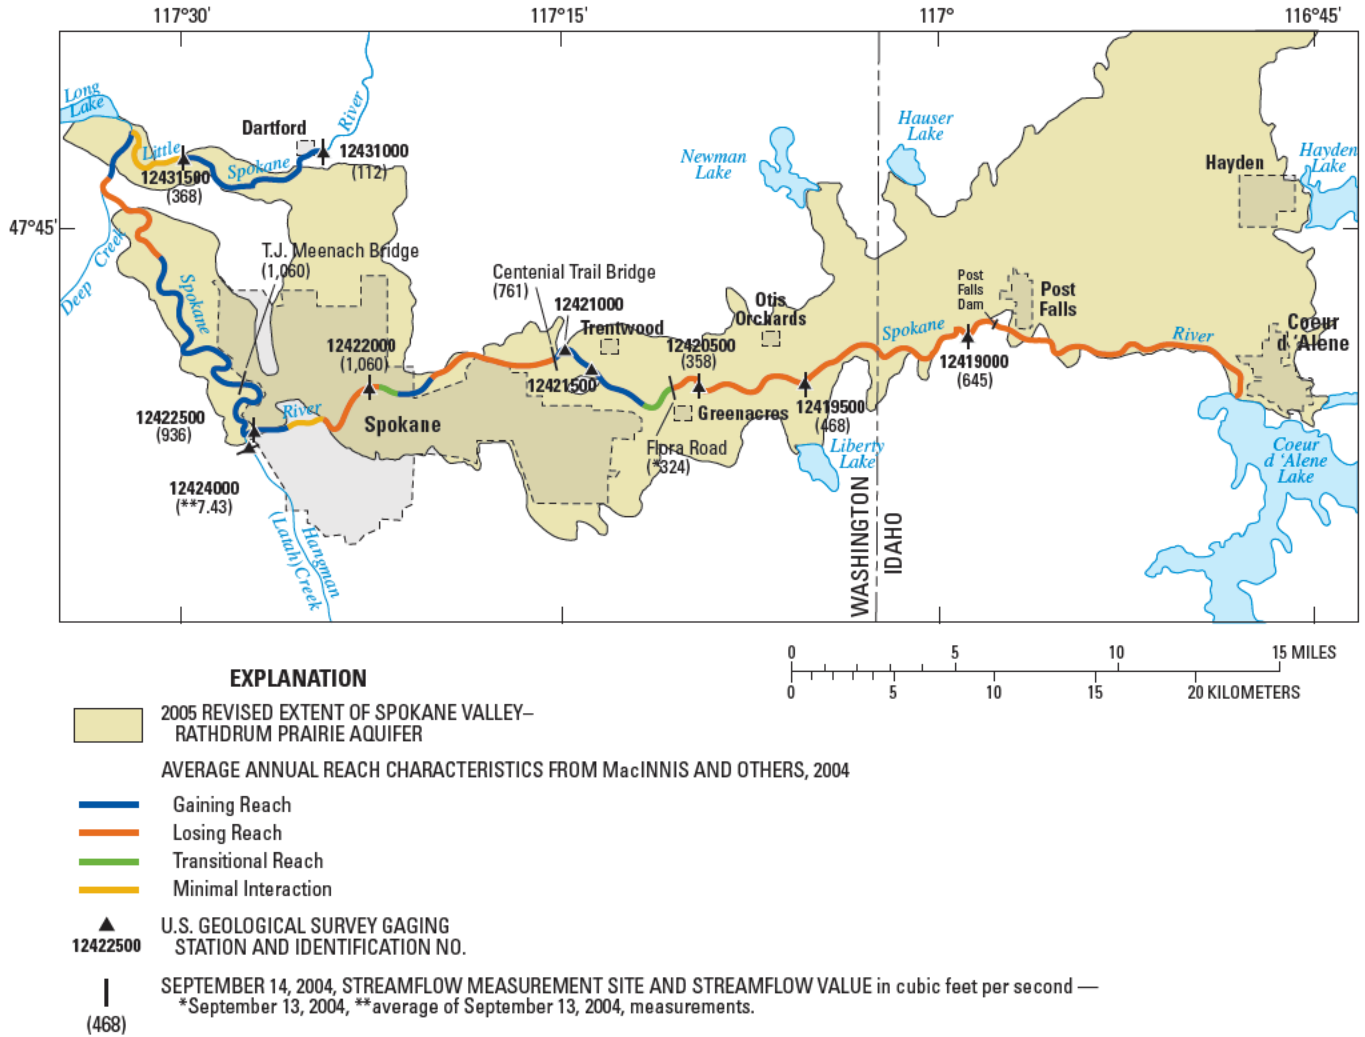 117°30'
117°15'
117°
116°45'
47°45'
Long
Lake
Little
Spokane
River
Dartford
12431000
(112)
12431500
(368)
Deep Creek
Spokane
T.J. Meenach Bridge
(1,060)
Centenial Trail Bridge
(761)
12421000
Trentwood
12422000
(1,060)
12421500
12420500
(358)
Otis
Orchards
Newman
Lake
Hauser
Lake
Hayden
Hayden
Lake
Post
Falls
Dam
Post
Falls
Spokane
River
Coeur
d 'Alene
12419000
(645)
12419500
(468)
Greenacres
Flora Road
(*324)
Liberty
Lake
Spokane
River
12422500
(936)
12424000
(**7.43)
Hangman
(Latah) Creek
WASHINGTON
IDAHO
Coeur
d 'Alene
Lake
0 5 10 15 MILES
0 5 10 15 20 KILOMETERS
EXPLANATION
2005 REVISED EXTENT OF SPOKANE VALLEY–
RATHDRUM PRAIRIE AQUIFER
AVERAGE ANNUAL REACH CHARACTERISTICS FROM MacINNIS AND OTHERS, 2004
Gaining Reach
Losing Reach
Transitional Reach
Minimal Interaction
12422500
U.S. GEOLOGICAL SURVEY GAGING
STATION AND IDENTIFICATION NO.
(468)
SEPTEMBER 14, 2004, STREAMFLOW MEASUREMENT SITE AND STREAMFLOW VALUE in cubic feet per second —
*September 13, 2004, **average of September 13, 2004, measurements.